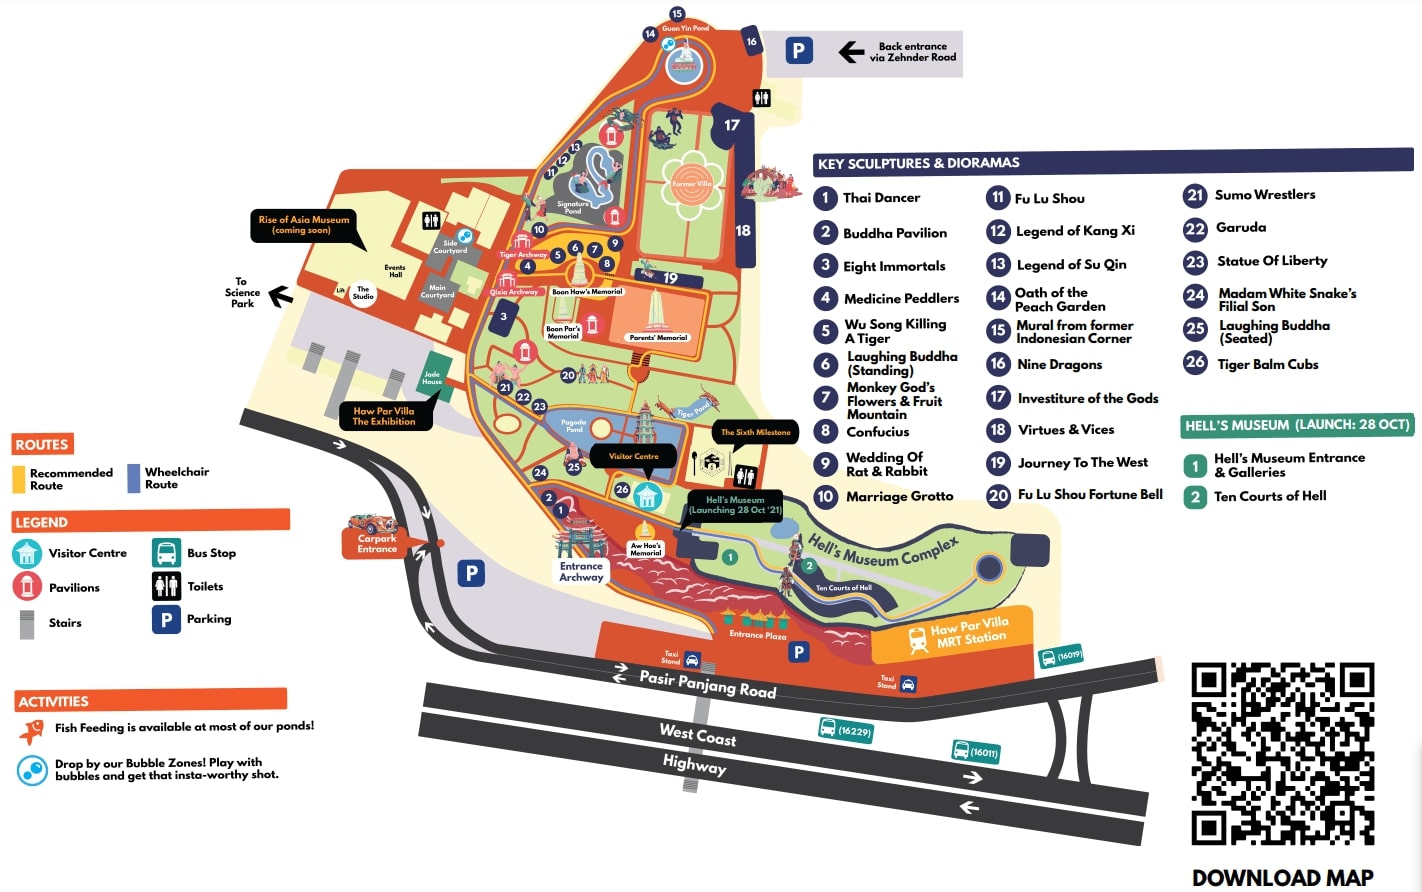 15
Guan Yin Pond
14
16
P
Back entrance
via Zehnder Road
17
13
12
11
Former Villa
Signature
Pond
18
10
9
Tiger Archway
5
6
7
8
4
19
Qixia Archway
Boon Haw's Memorial
3
Boon Par's
Memorial
Parents' Memorial
Rise of Asia Museum
(coming soon)
Side
Courtyard
Events
Hall
Lift
The
Studio
Main
Courtyard
To
Science
Park
Jade
House
Haw Par Villa
The Exhibition
20
21
22
23
Tiger Pond
Pagoda
Pond
The Sixth Milestone
Visitor Centre
25
24
26
2
1
Hell's Museum
(Launching 28 Oct '21)
Aw Hoe's
Memorial
Entrance
Archway
Hell's Museum Complex
1
2
Ten Courts of Hell
Carpark
Entrance
P
Entrance Plaza
P
Haw Par Villa
MRT Station
Taxi
Stand
Taxi
Stand
(16019)
Pasir Panjang Road
West Coast
Highway
(16229)
(16011)
KEY SCULPTURES & DIORAMAS
1 Thai Dancer
2 Buddha Pavilion
3 Eight Immortals
4 Medicine Peddlers
5 Wu Song Killing
A Tiger
6 Laughing Buddha
(Standing)
7 Monkey God's
Flowers & Fruit
Mountain
8 Confucius
9 Wedding Of
Rat & Rabbit
10 Marriage Grotto
11 Fu Lu Shou
12 Legend of Kang Xi
13 Legend of Su Qin
14 Oath of the
Peach Garden
15 Mural from former
Indonesian Corner
16 Nine Dragons
17 Investiture of the Gods
18 Virtues & Vices
19 Journey To The West
20 Fu Lu Shou Fortune Bell
21 Sumo Wrestlers
22 Garuda
23 Statue Of Liberty
24 Madam White Snake's
Filial Son
25 Laughing Buddha
(Seated)
26 Tiger Balm Cubs
HELL'S MUSEUM (LAUNCH: 28 OCT)
1 Hell's Museum Entrance
& Galleries
2 Ten Courts of Hell
ROUTES
Recommended
Route
Wheelchair
Route
LEGEND
Visitor Centre
Bus Stop
Pavilions
Toilets
Stairs
P Parking
ACTIVITIES
Fish Feeding is available at most of our ponds!
Drop by our Bubble Zones! Play with
bubbles and get that insta-worthy shot.
DOWNLOAD MAP